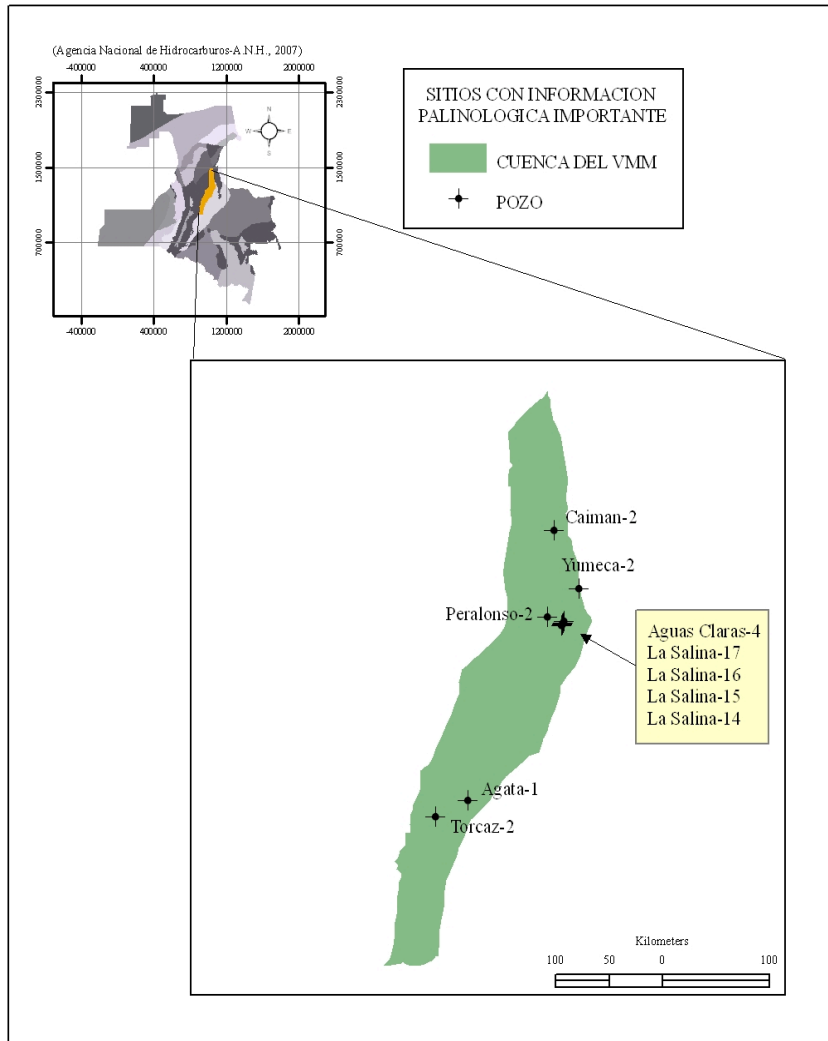 (Agencia Nacional de Hidrocarburos-A.N.H., 2007)
-400000 400000 1200000 2000000
2300000 2300000
N
W E
S
1500000 1500000
700000 700000
-400000 400000 1200000 2000000
SITIOS CON INFORMACION
PALINOLOGICA IMPORTANTE
CUENCA DEL VMM
POZO
Caiman-2
Yumeca-2
Peralonso-2
Aguas Claras-4
La Salina-17
La Salina-16
La Salina-15
La Salina-14
Agata-1
Torcaz-2
Kilometers
100 50 0 100